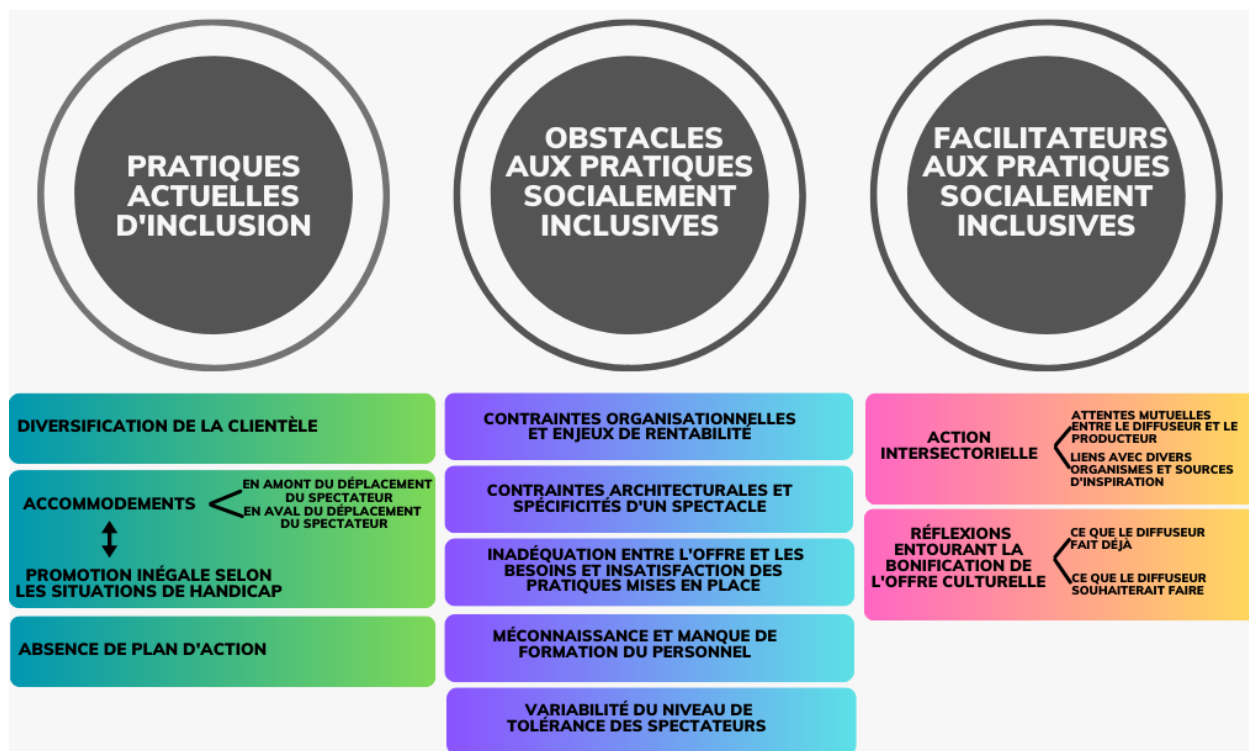 PRATIQUES
ACTUELLES
D'INCLUSION
OBSTACLES
AUX PRATIQUES
SOCIALEMENT
INCLUSIVES
FACILITATEURS
AUX PRATIQUES
SOCIALEMENT
INCLUSIVES
DIVERSIFICATION DE LA CLIENTÈLE
ACCOMMODEMENTS
EN AMONT DU DÉPLACEMENT
DU SPECTATEUR
EN AVAL DU DÉPLACEMENT
DU SPECTATEUR
PROMOTION INÉGALE SELON
LES SITUATIONS DE HANDICAP
ABSENCE DE PLAN D'ACTION
CONTRAINTES ORGANISATIONNELLES
ET ENJEUX DE RENTABILITÉ
CONTRAINTES ARCHITECTURALES ET
SPÉCIFICITÉS D'UN SPECTACLE
INADÉQUATION ENTRE L'OFFRE ET LES
BESOINS ET INSATISFACTION DES
PRATIQUES MISES EN PLACE
MÉCONNAISSANCE ET MANQUE DE
FORMATION DU PERSONNEL
VARIABILITÉ DU NIVEAU DE
TOLÉRANCE DES SPECTATEURS
ACTION
INTERSECTORIELLE
ATTENTES MUTUELLES
ENTRE LE DIFFUSEUR ET LE
PRODUCTEUR
LIENS AVEC DIVERS
ORGANISMES ET SOURCES
D'INSPIRATION
RÉFLEXIONS
ENTOURANT LA
BONIFICATION DE
L'OFFRE CULTURELLE
CE QUE LE DIFFUSEUR
FAIT DÉJÀ
CE QUE LE DIFFUSEUR
SOUHAITERAIT FAIRE